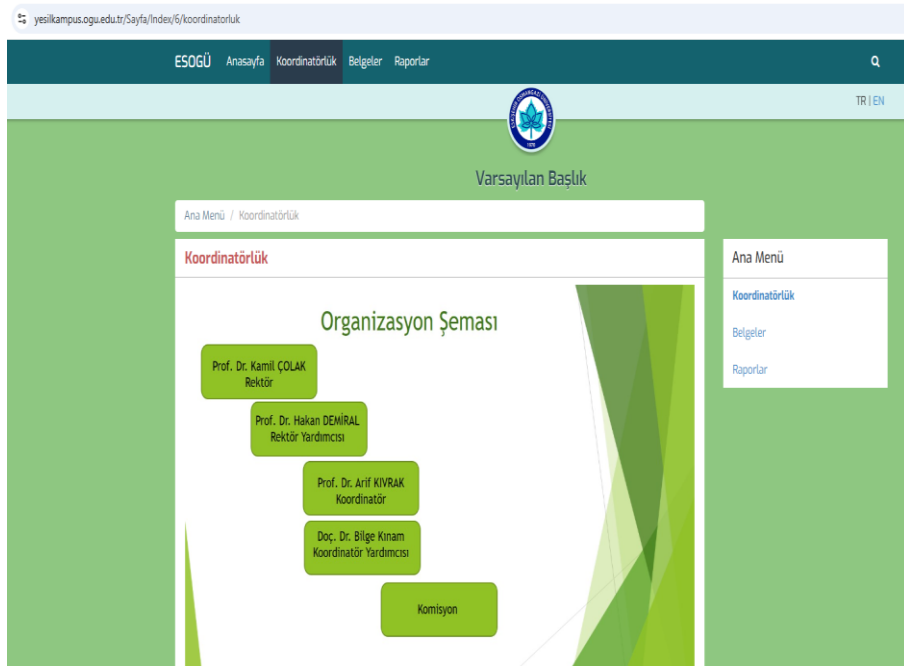 yesilkampus.ogu.edu.tr/Sayfa/Index/6/koordinatorluk
ESOGÜ Anasayfa Koordinatörlük Belgeler Raporlar
TR | EN
Varsayılan Başlık
Ana Menü / Koordinatörlük
Koordinatörlük
Organizasyon Şeması
Prof. Dr. Kamil ÇOLAK
Rektör
Prof. Dr. Hakan DEMİRAL
Rektör Yardımcısı
Prof. Dr. Arif KIVRAK
Koordinatör
Doç. Dr. Bilge Kınam
Koordinatör Yardımcısı
Komisyon
Ana Menü
Koordinatörlük
Belgeler
Raporlar